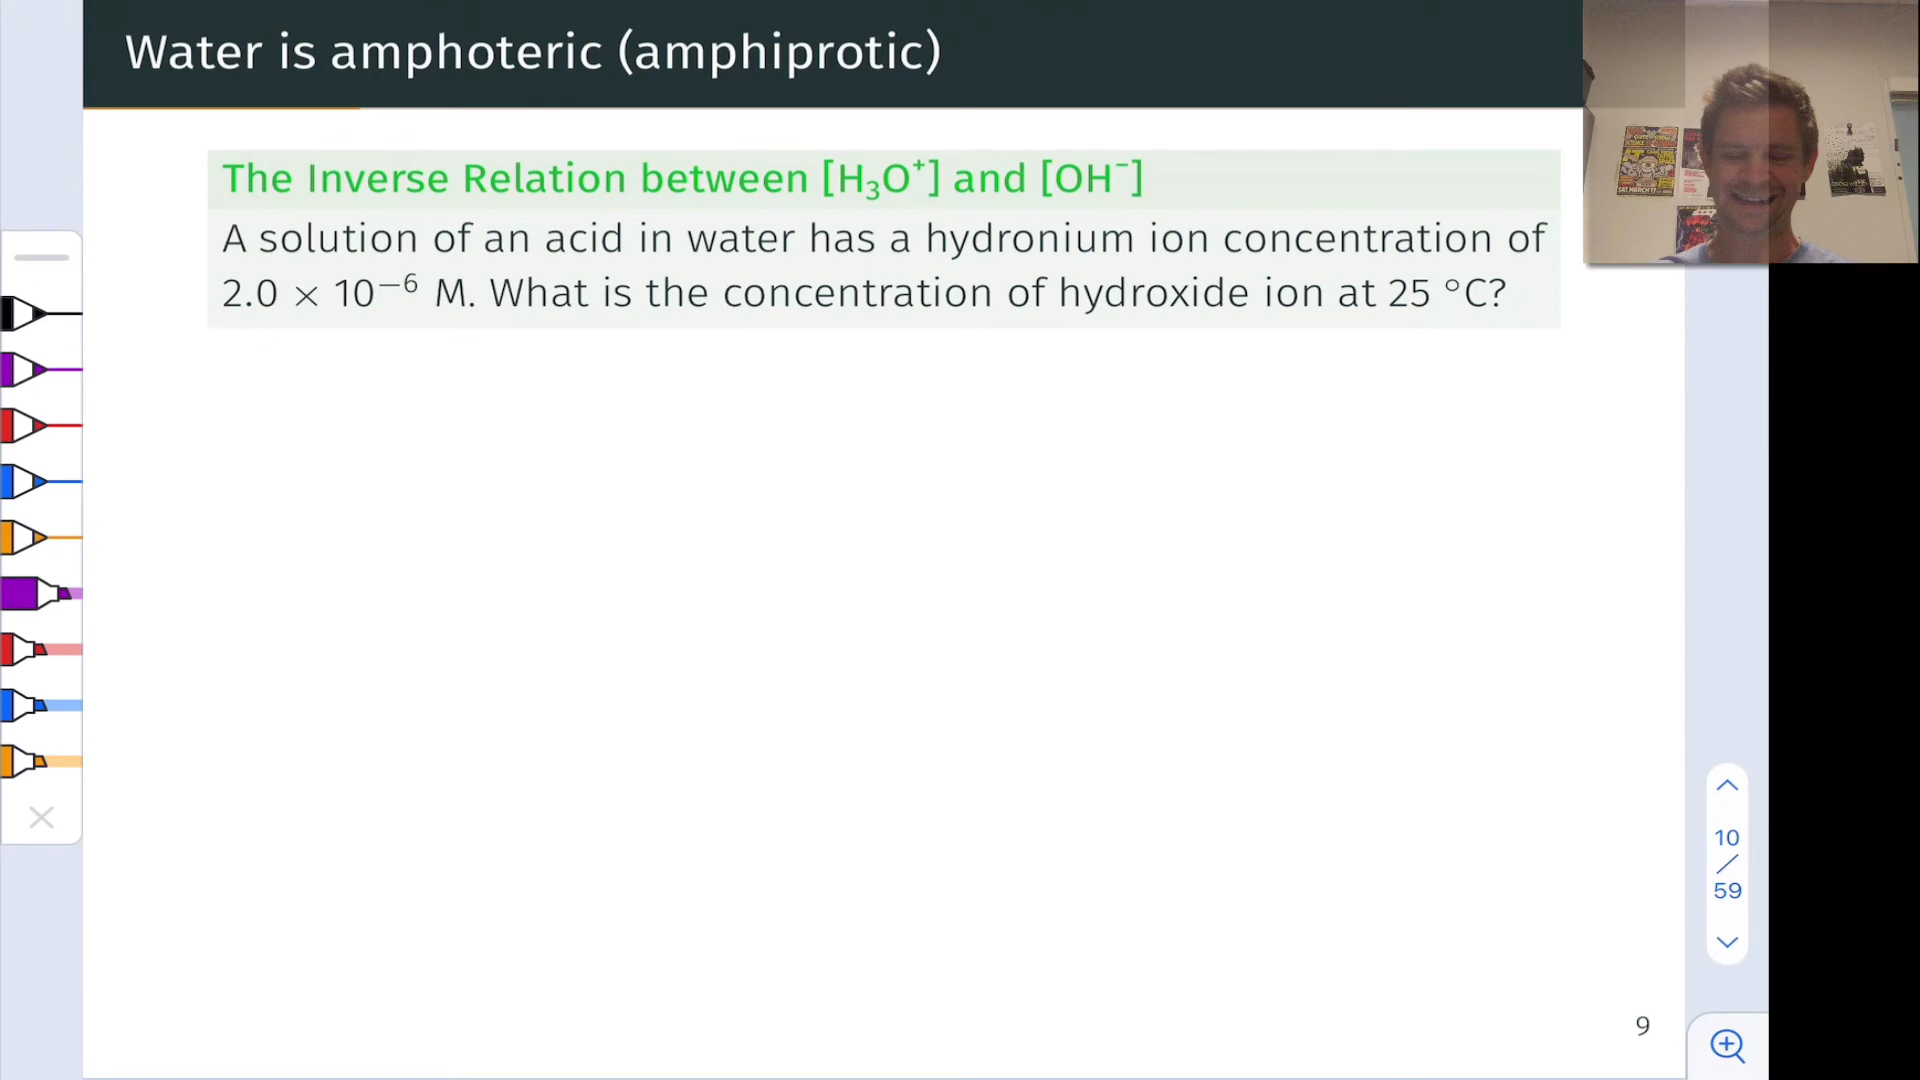 Water is amphoteric (amphiprotic)
The Inverse Relation between [H₃O⁺] and [OH⁻]
A solution of an acid in water has a hydronium ion concentration of
2.0 × 10⁻⁶ M. What is the concentration of hydroxide ion at 25 °C?
10
/
59
9